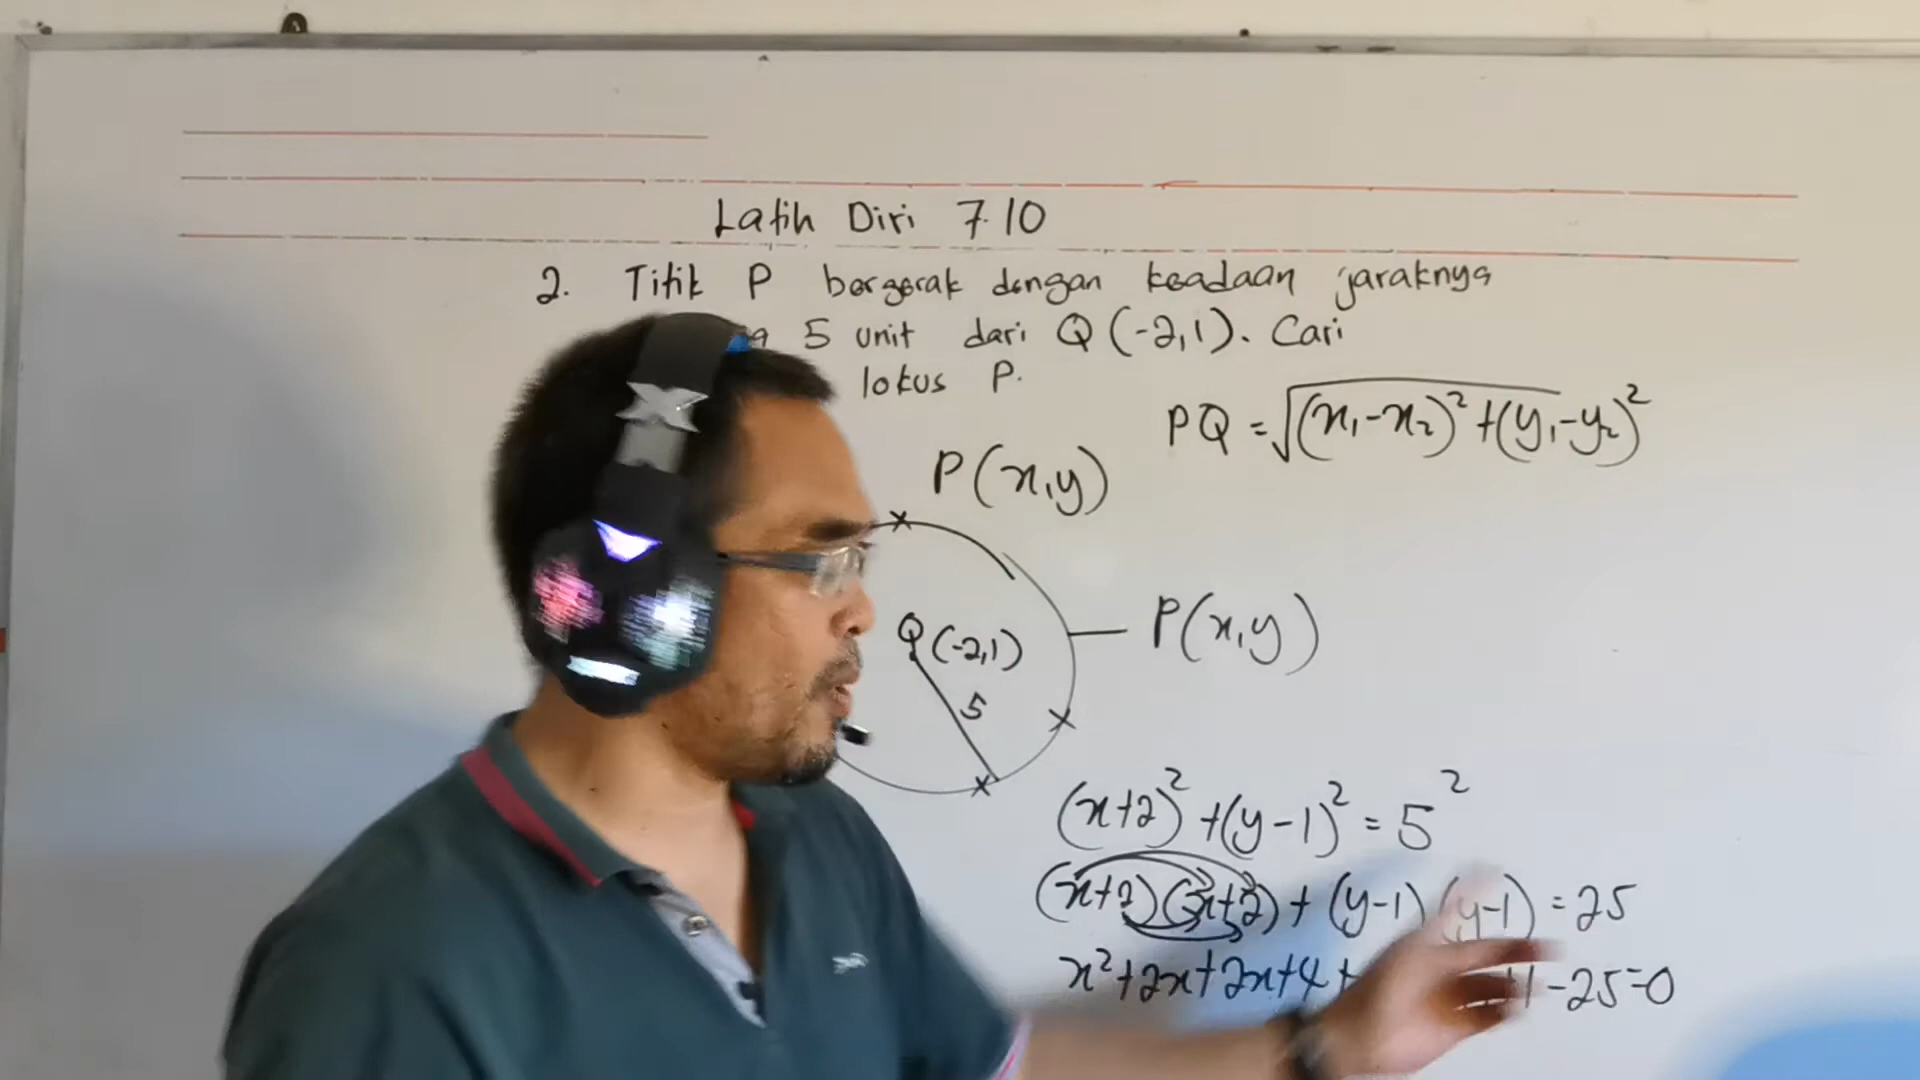 Latih Diri 7.10
2. Titik P bergerak dengan keadaan jaraknya
5 unit dari Q (-2,1). Cari
lokus P.
PQ = √(x₁-x₂)² + (y₁-y₂)²
P(x,y)
P(x,y)
Q (-2,1)
5
(x+2)² + (y-1)² = 5²
(x+2)(x+2) + (y-1)(y-1) = 25
x²+2x+2x+4+ +1-25=0